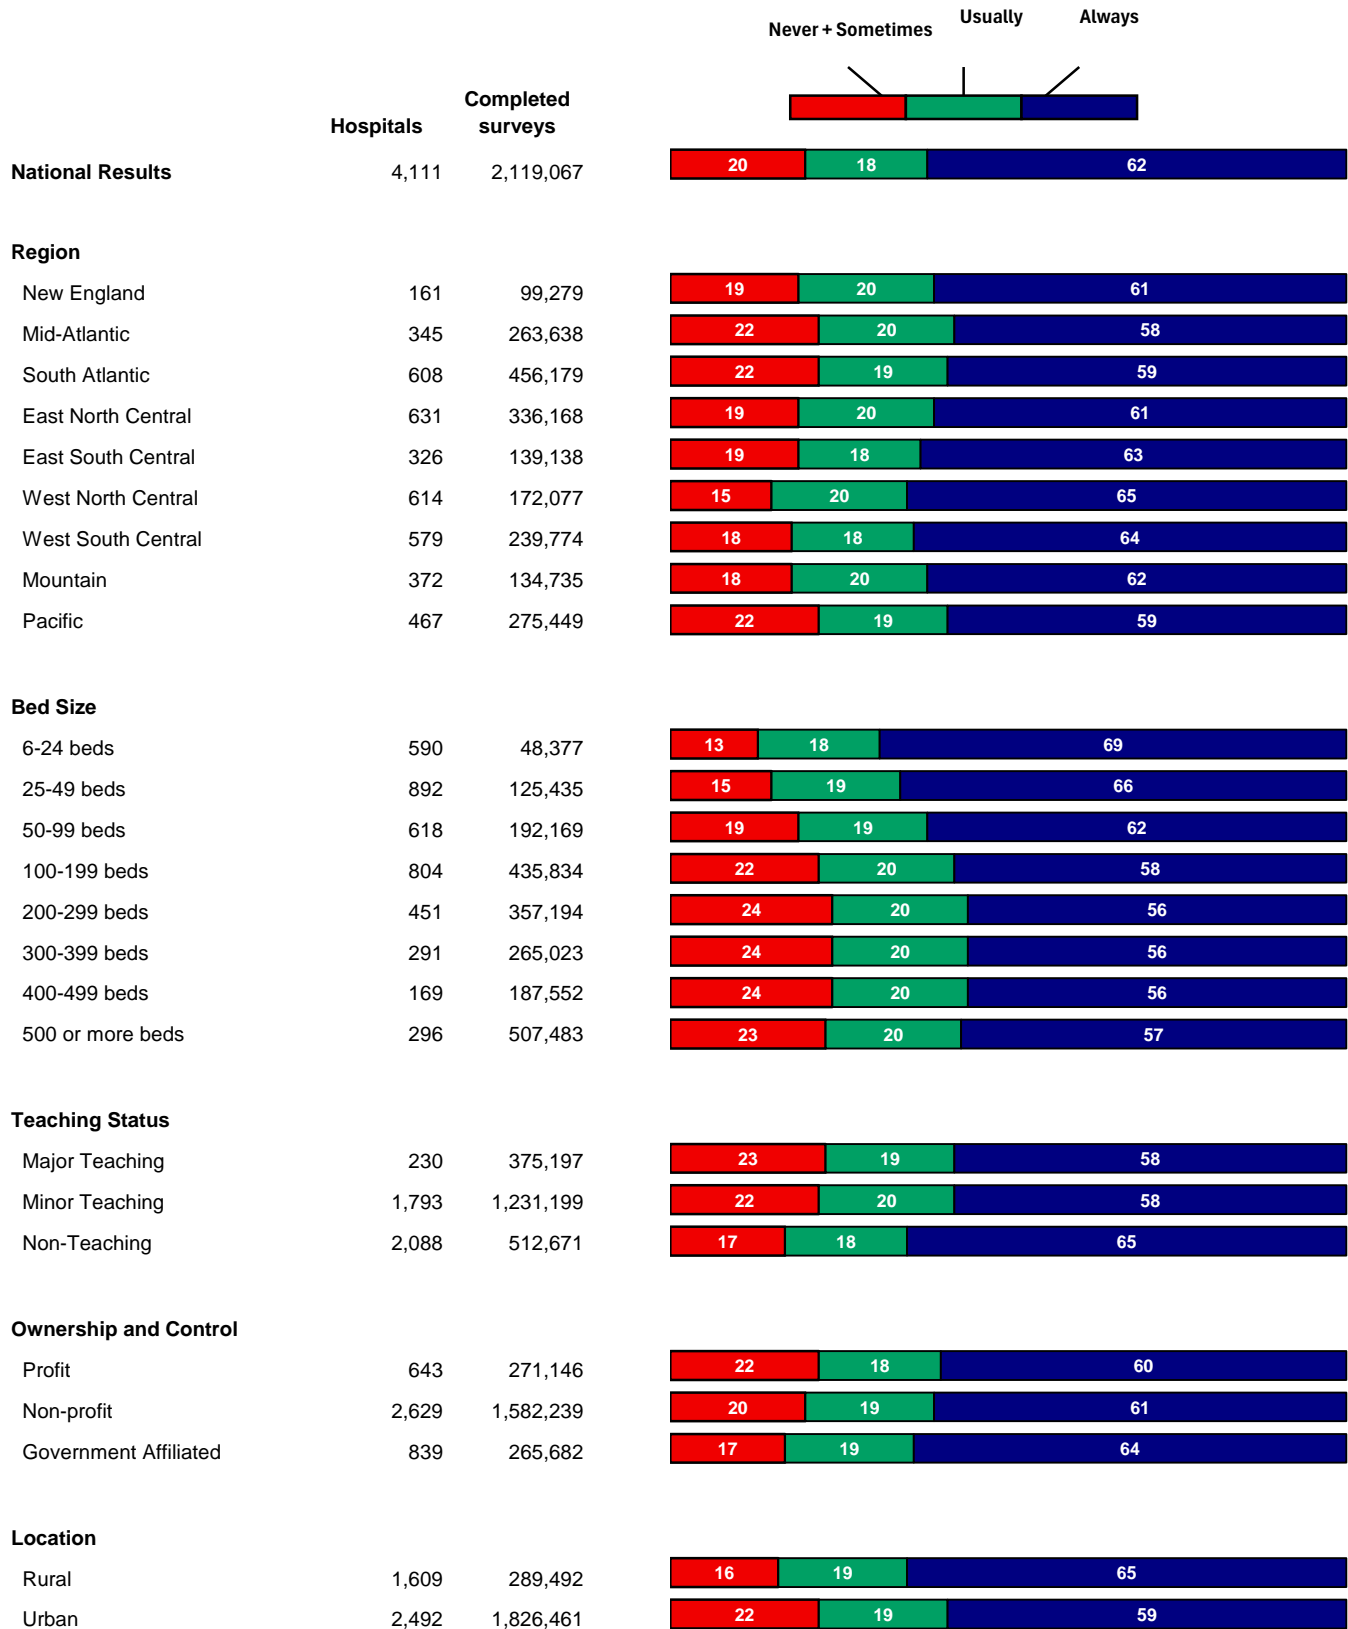 Never + Sometimes Usually Always
Hospitals Completed surveys
National Results 4,111 2,119,067 20 18 62
Region
New England 161 99,279 19 20 61
Mid-Atlantic 345 263,638 22 20 58
South Atlantic 608 456,179 22 19 59
East North Central 631 336,168 19 20 61
East South Central 326 139,138 19 18 63
West North Central 614 172,077 15 20 65
West South Central 579 239,774 18 18 64
Mountain 372 134,735 18 20 62
Pacific 467 275,449 22 19 59
Bed Size
6-24 beds 590 48,377 13 18 69
25-49 beds 892 125,435 15 19 66
50-99 beds 618 192,169 19 19 62
100-199 beds 804 435,834 22 20 58
200-299 beds 451 357,194 24 20 56
300-399 beds 291 265,023 24 20 56
400-499 beds 169 187,552 24 20 56
500 or more beds 296 507,483 23 20 57
Teaching Status
Major Teaching 230 375,197 23 19 58
Minor Teaching 1,793 1,231,199 22 20 58
Non-Teaching 2,088 512,671 17 18 65
Ownership and Control
Profit 643 271,146 22 18 60
Non-profit 2,629 1,582,239 20 19 61
Government Affiliated 839 265,682 17 19 64
Location
Rural 1,609 289,492 16 19 65
Urban 2,492 1,826,461 22 19 59